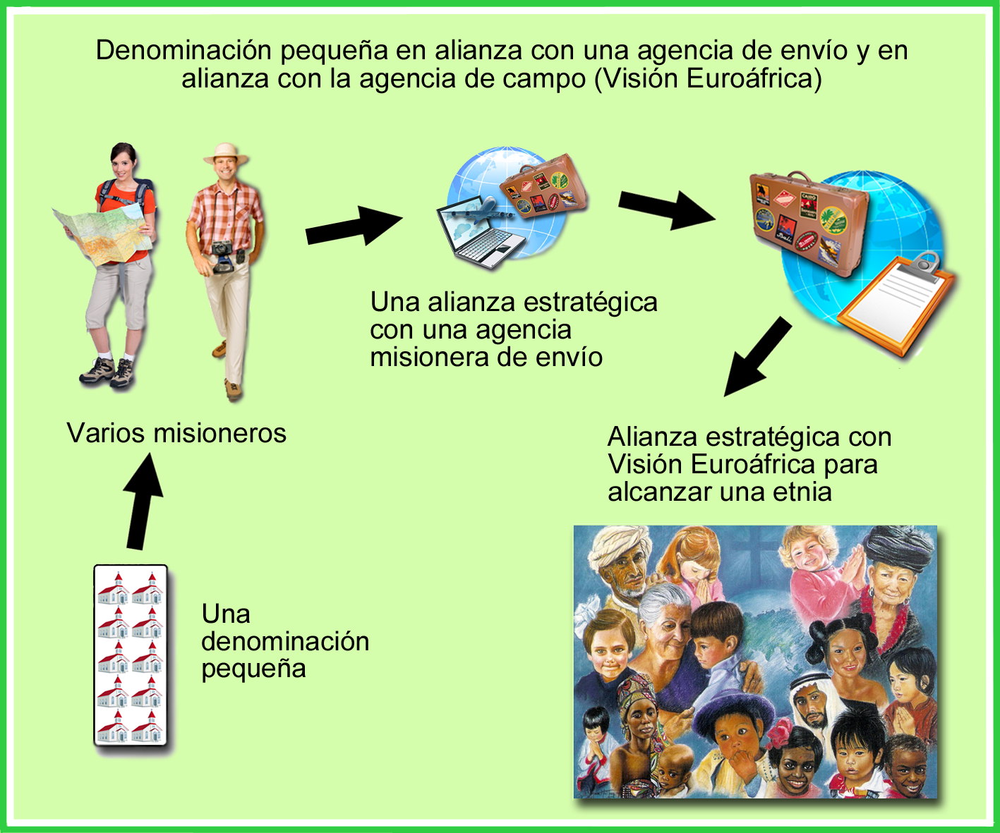 Denominación pequeña en alianza con una agencia de envío y en
alianza con la agencia de campo (Visión Euroáfrica)
Una alianza estratégica
con una agencia
misionera de envío
Varios misioneros
Alianza estratégica con
Visión Euroáfrica para
alcanzar una etnia
Una
denominación
pequeña